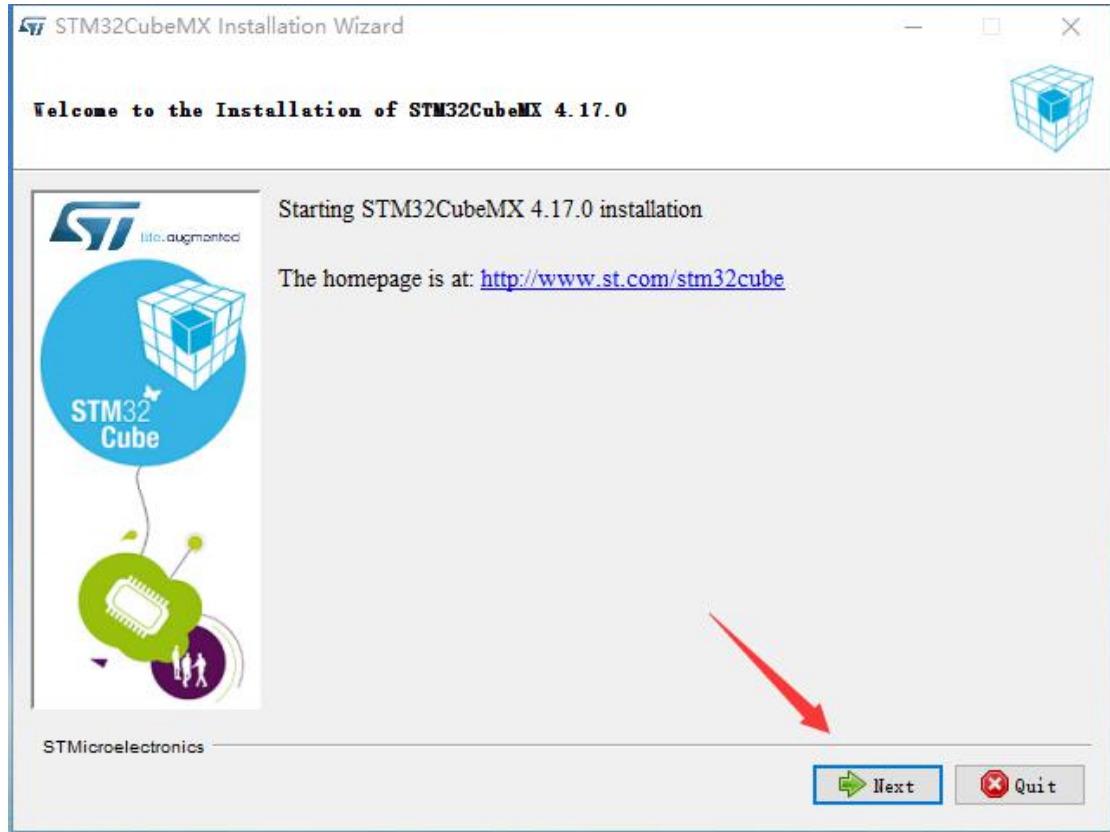 STM32CubeMX Installation Wizard
Welcome to the Installation of STM32CubeMX 4.17.0
ST
life.augmented
Starting STM32CubeMX 4.17.0 installation
The homepage is at: http://www.st.com/stm32cube
STM32
Cube
STMicroelectronics
Next
Quit